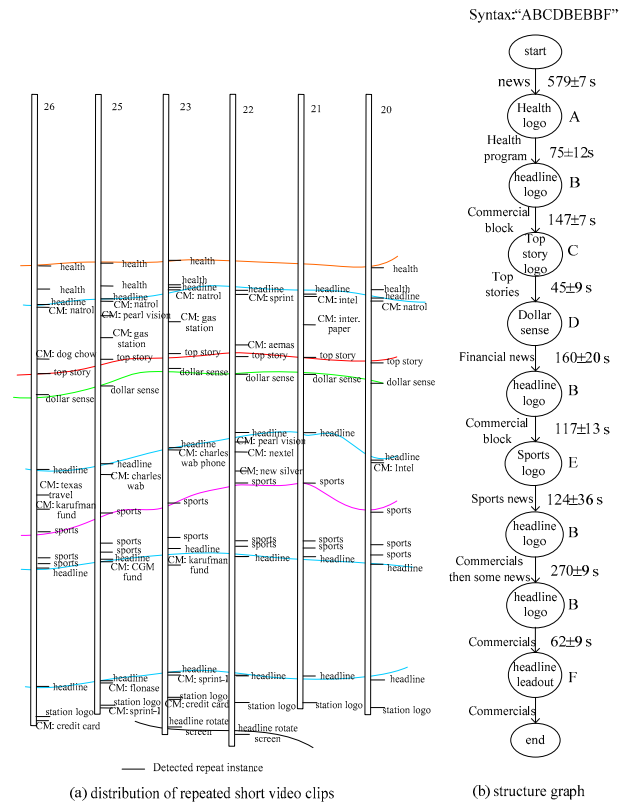 Syntax:“ABCDBEBBF”
26
25
23
22
21
20
health
health
health
health
health
health
headline
CM: natrol
CM: dog chow
top story
dollar sense
headline
CM: texas
travel
CM: karufman
fund
sports
sports
sports
headline
headline
station logo
CM: credit card
health
health
headline
CM: natrol
CM: pearl vision
CM: gas
station
top story
dollar sense
headline
CM: charles
wab
sports
sports
sports
headline
CM: CGM
fund
headline
CM: flonase
station logo
CM: sprint-1
health
health
headline
CM: natrol
CM: gas
station
top story
dollar sense
headline
CM: charles
wab phone
sports
sports
headline
CM: karufman
fund
headline
CM: sprint-1
station logo
CM: credit card
headline rotate
screen
headline
CM: sprint
CM: aemas
top story
dollar sense
headline
CM: pearl vision
CM: nextel
CM: new silver
sports
sports
sports
headline
headline
station logo
headline rotate
screen
headline
CM: intel
CM: inter.
paper
top story
dollar sense
headline
sports
sports
sports
headline
headline
station logo
health
health
headline
CM: natrol
top story
dollar sense
headline
CM: Intel
sports
sports
sports
headline
headline
station logo
Detected repeat instance
(a) distribution of repeated short video clips
start
news 579±7 s
Health
logo
A
Health
program
75±12s
headline
logo
B
Commercial
block
147±7 s
Top
story
logo
C
Top
stories
45±9 s
Dollar
sense
D
Financial news 160±20 s
headline
logo
B
Commercial
block
117±13 s
Sports
logo
E
Sports news 124±36 s
headline
logo
B
Commercials
then some news
270±9 s
headline
logo
B
Commercials 62±9 s
headline
leadout
F
Commercials
end
(b) structure graph